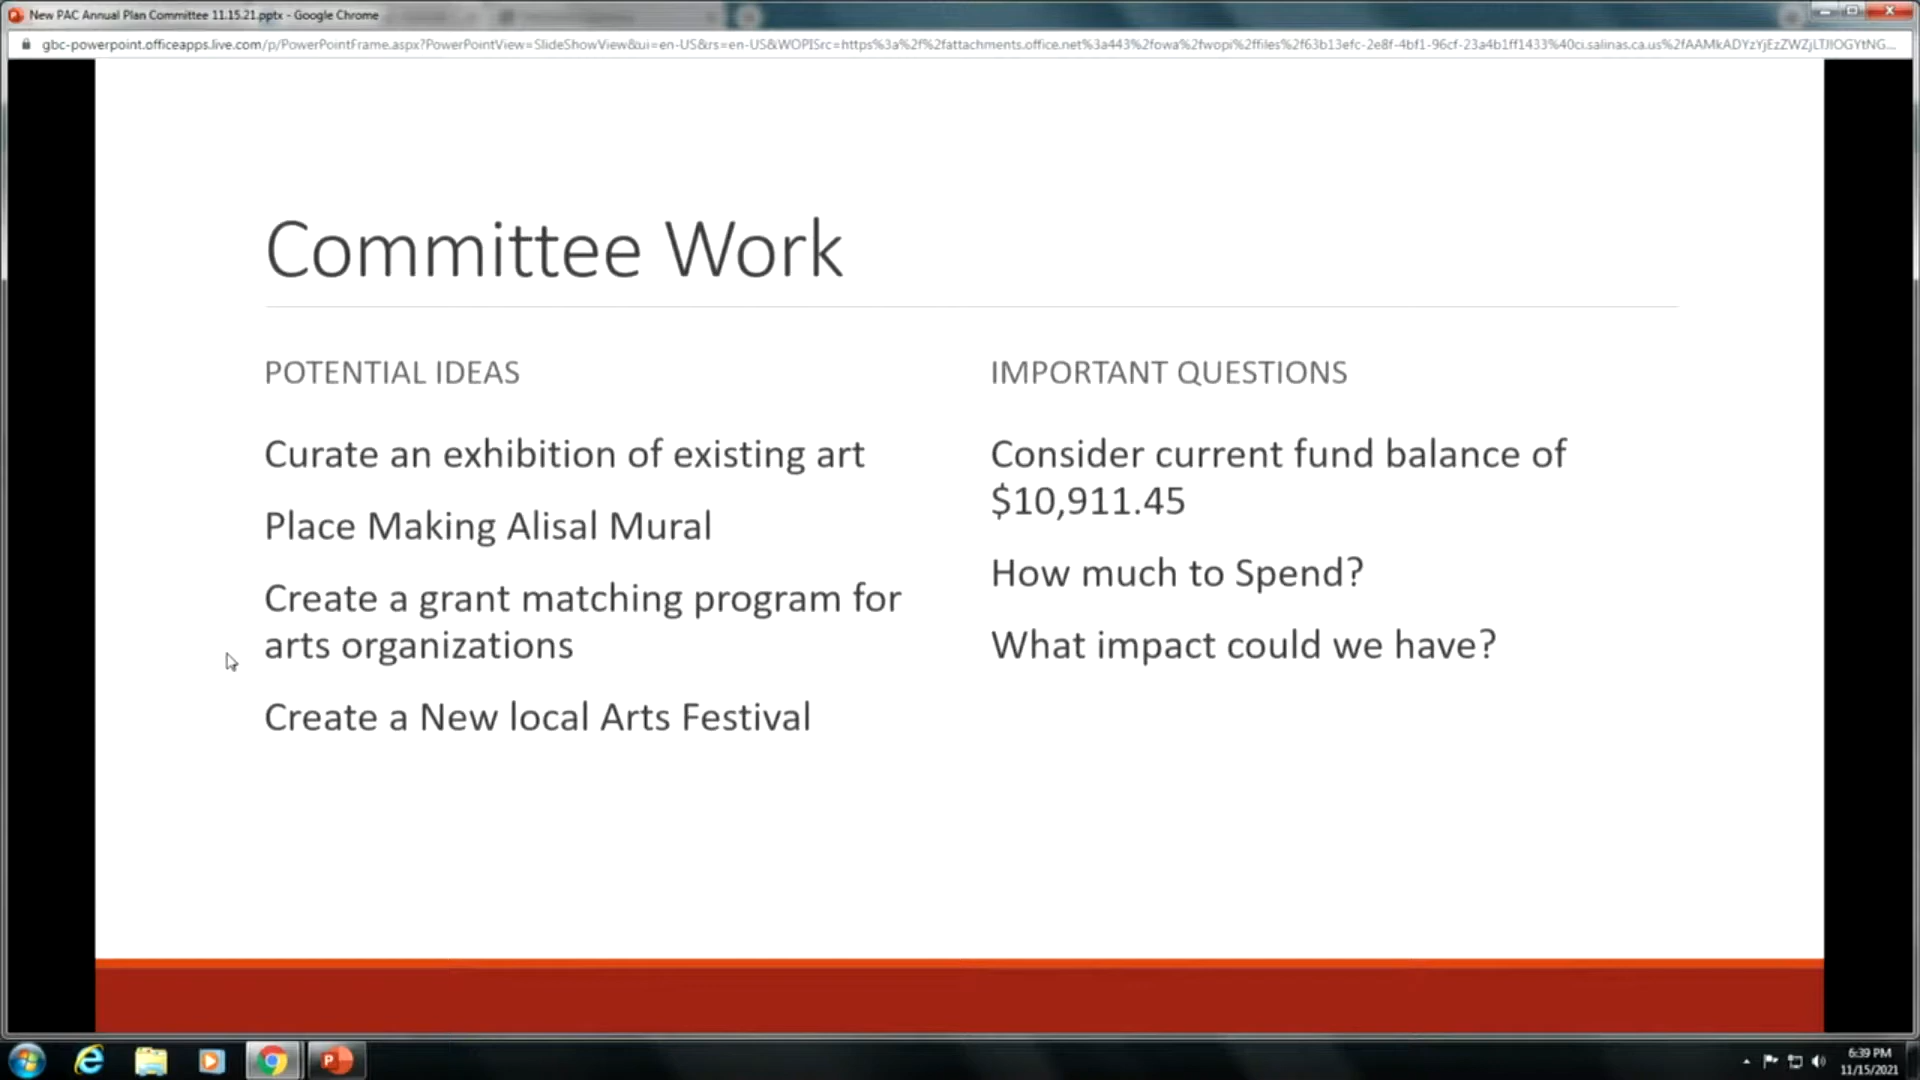 New PAC Annual Plan Committee 11.15.21.pptx - Google Chrome
Committee Work
POTENTIAL IDEAS
Curate an exhibition of existing art
Place Making Alisal Mural
Create a grant matching program for
arts organizations
Create a New local Arts Festival
IMPORTANT QUESTIONS
Consider current fund balance of
$10,911.45
How much to Spend?
What impact could we have?
6:39 PM
11/15/2021